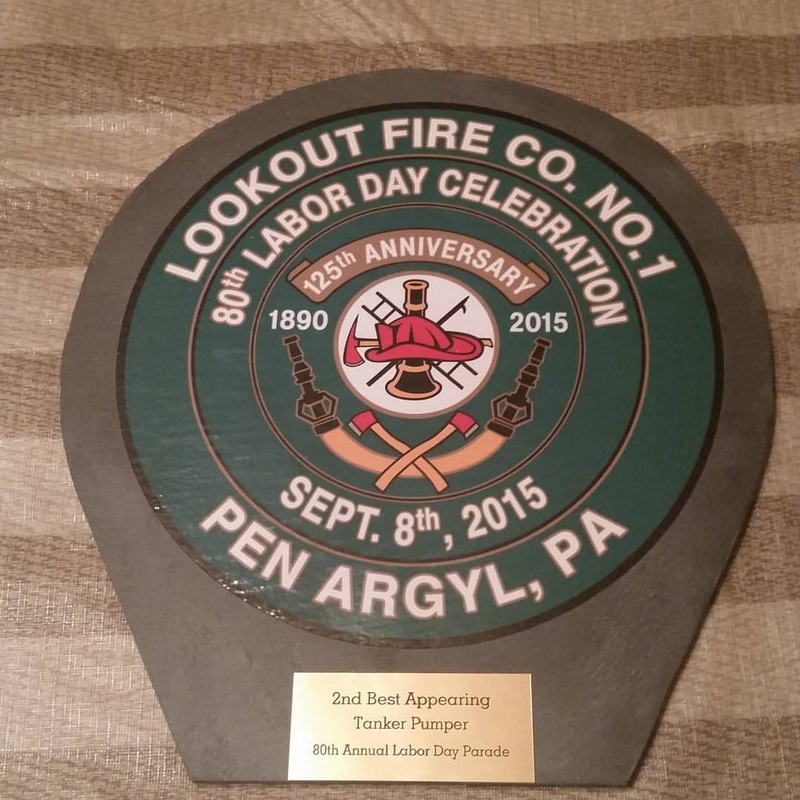 LOOKOUT FIRE CO. NO.1
80th LABOR DAY CELEBRATION
125th ANNIVERSARY
1890 2015
SEPT. 8th, 2015
PEN ARGYL, PA
2nd Best Appearing
Tanker Pumper
80th Annual Labor Day Parade